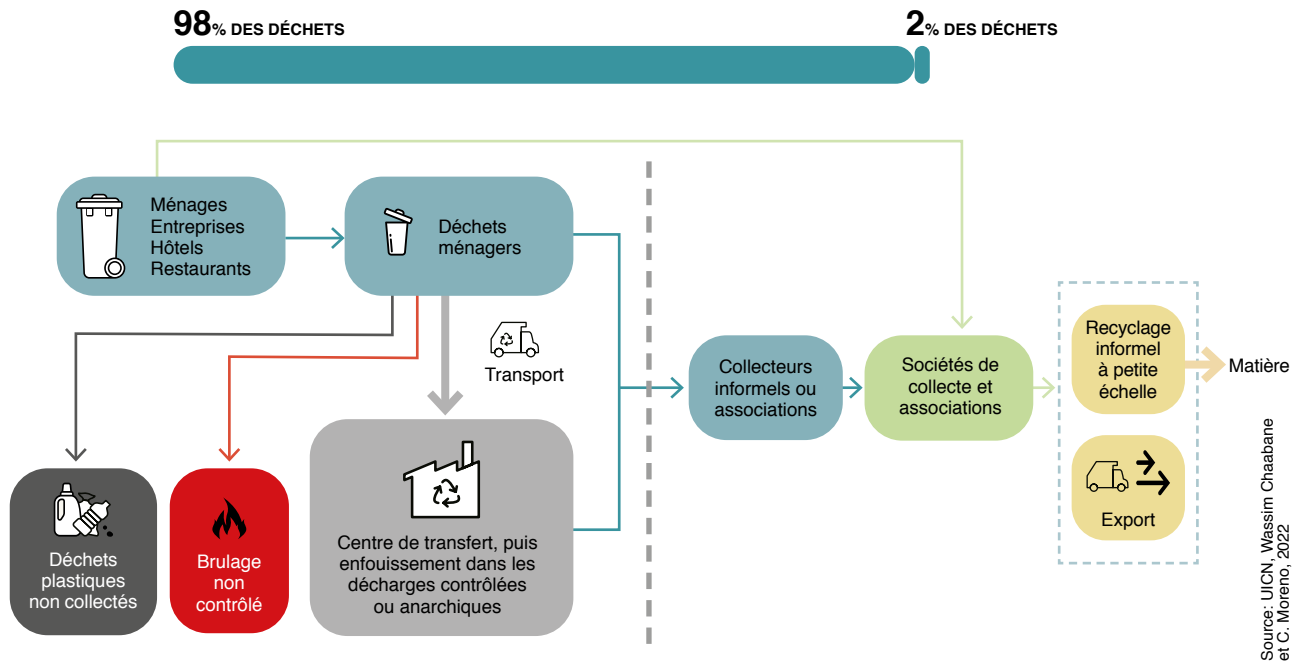 98% DES DÉCHETS
2% DES DÉCHETS
Ménages
Entreprises
Hôtels
Restaurants
Déchets
ménagers
Transport
Collecteurs
informels ou
associations
Sociétés de
collecte et
associations
Recyclage
informel
à petite
échelle
Matière
Export
Déchets
plastiques
non collectés
Brulage
non
contrôlé
Centre de transfert, puis
enfouissement dans les
décharges contrôlées
ou anarchiques
Source: UICN, Wassim Chaabane
et C. Moreno, 2022